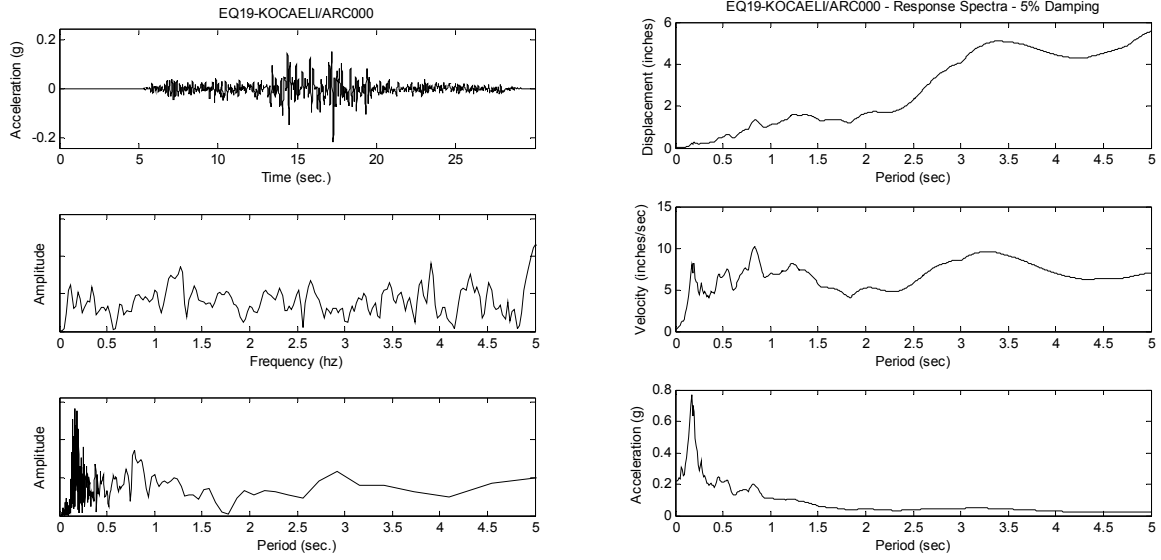 EQ19-KOCAELI/ARC000
Acceleration (g)
0.2
0
-0.2
0 5 10 15 20 25
Time (sec.)
Amplitude
0 0.5 1 1.5 2 2.5 3 3.5 4 4.5 5
Frequency (hz)
Amplitude
0 0.5 1 1.5 2 2.5 3 3.5 4 4.5 5
Period (sec.)
EQ19-KOCAELI/ARC000 - Response Spectra - 5% Damping
Displacement (inches)
6
4
2
0
0 0.5 1 1.5 2 2.5 3 3.5 4 4.5 5
Period (sec)
Velocity (inches/sec)
15
10
5
0
0 0.5 1 1.5 2 2.5 3 3.5 4 4.5 5
Period (sec)
Acceleration (g)
0.8
0.6
0.4
0.2
0
0 0.5 1 1.5 2 2.5 3 3.5 4 4.5 5
Period (sec)